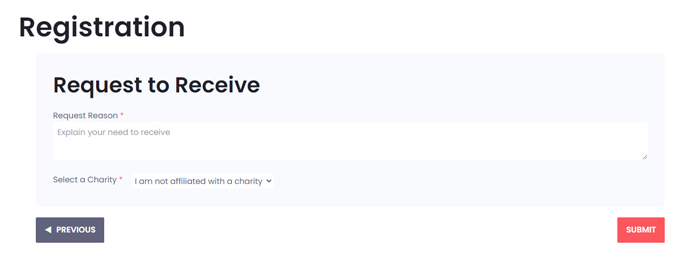 Registration
Request to Receive
Request Reason *
Explain your need to receive
Select a Charity * I am not affiliated with a charity
PREVIOUS SUBMIT